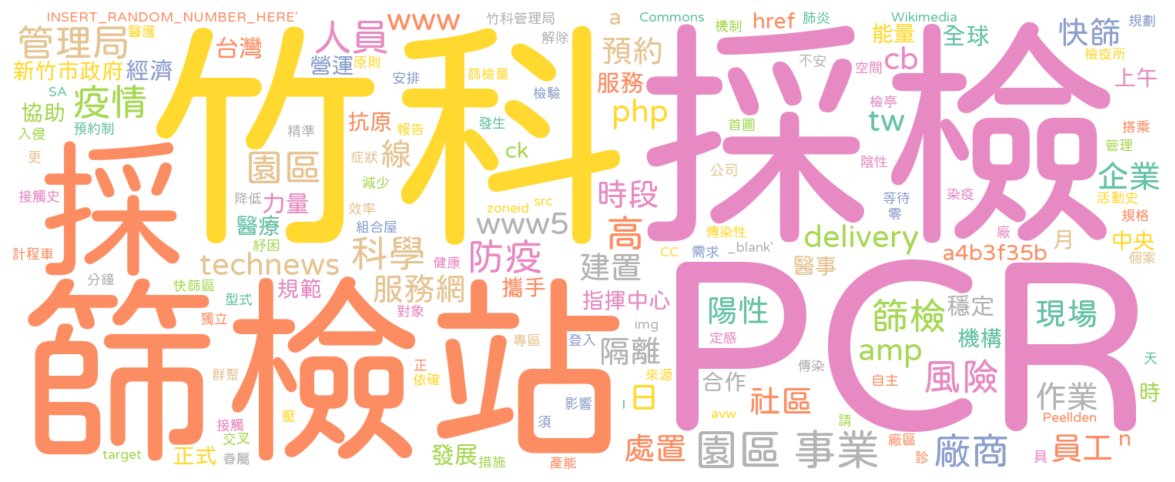 INSERT_RANDOM_NUMBER_HERE'
醫護
www
竹科管理局
a
Commons
機制
href
肺炎
Wikimedia
能量
全球
快篩
規劃
管理局
台灣
人員
解除
預約
不安
空間
cb
檢疫所
新竹市政府
經濟
營運
原則
安排
篩檢量
檢驗
服務
上午
竹科
採檢
SA
疫情
協助
預約制
入侵
精準
抗原
報告
發生
php
首圖
檢亭
tw
搭乘
更
採
園區
症狀
線
ck
公司
陰性
管理
企業
接觸史
降低
力量
減少
時段
等待
染疫
活動史
醫療
效率
zoneid
src
www5
零
規格
紓困
組合屋
高
傳染性
delivery
廠
月
中央
計程車
technews
科學
健康
防疫
建置
CC
需求
_blank'
醫事
a4b3f35b
個案
分鐘
快篩區
規範
服務網
攜手
指揮中心
型式
對象
陽性
篩檢
穩定
現場
獨立
img
定感
機構
篩檢站
PCR
專區
登入
隔離
amp
天
群聚
正
依確
來源
傳染
風險
自主
合作
作業
時
壓
影響
l
日
社區
接觸
須
avw
請
Peellden
交叉
target
正式
眷屬
發展
措施
產能
處置
園區
事業
廠區
診
廠商
具
員工
n